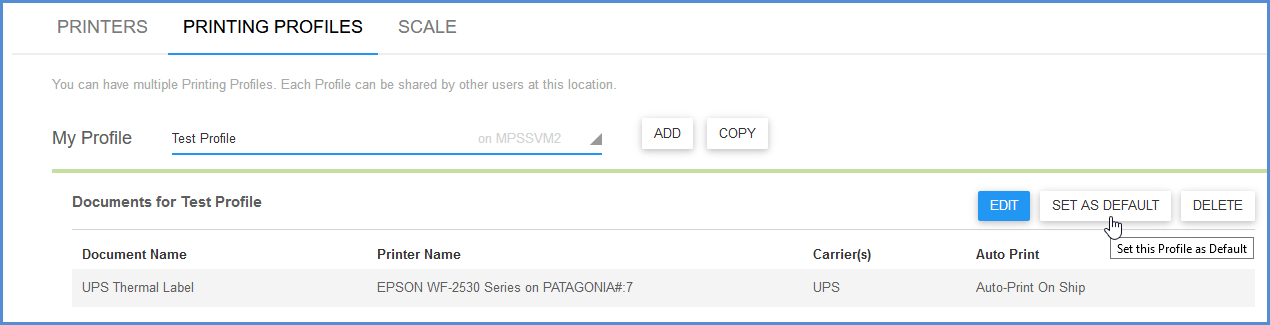 PRINTERS PRINTING PROFILES SCALE
You can have multiple Printing Profiles. Each Profile can be shared by other users at this location.
My Profile Test Profile on MPSSVM2 ADD COPY
Documents for Test Profile EDIT SET AS DEFAULT DELETE
Set this Profile as Default
Document Name Printer Name Carrier(s) Auto Print
UPS Thermal Label EPSON WF-2530 Series on PATAGONIA#:7 UPS Auto-Print On Ship